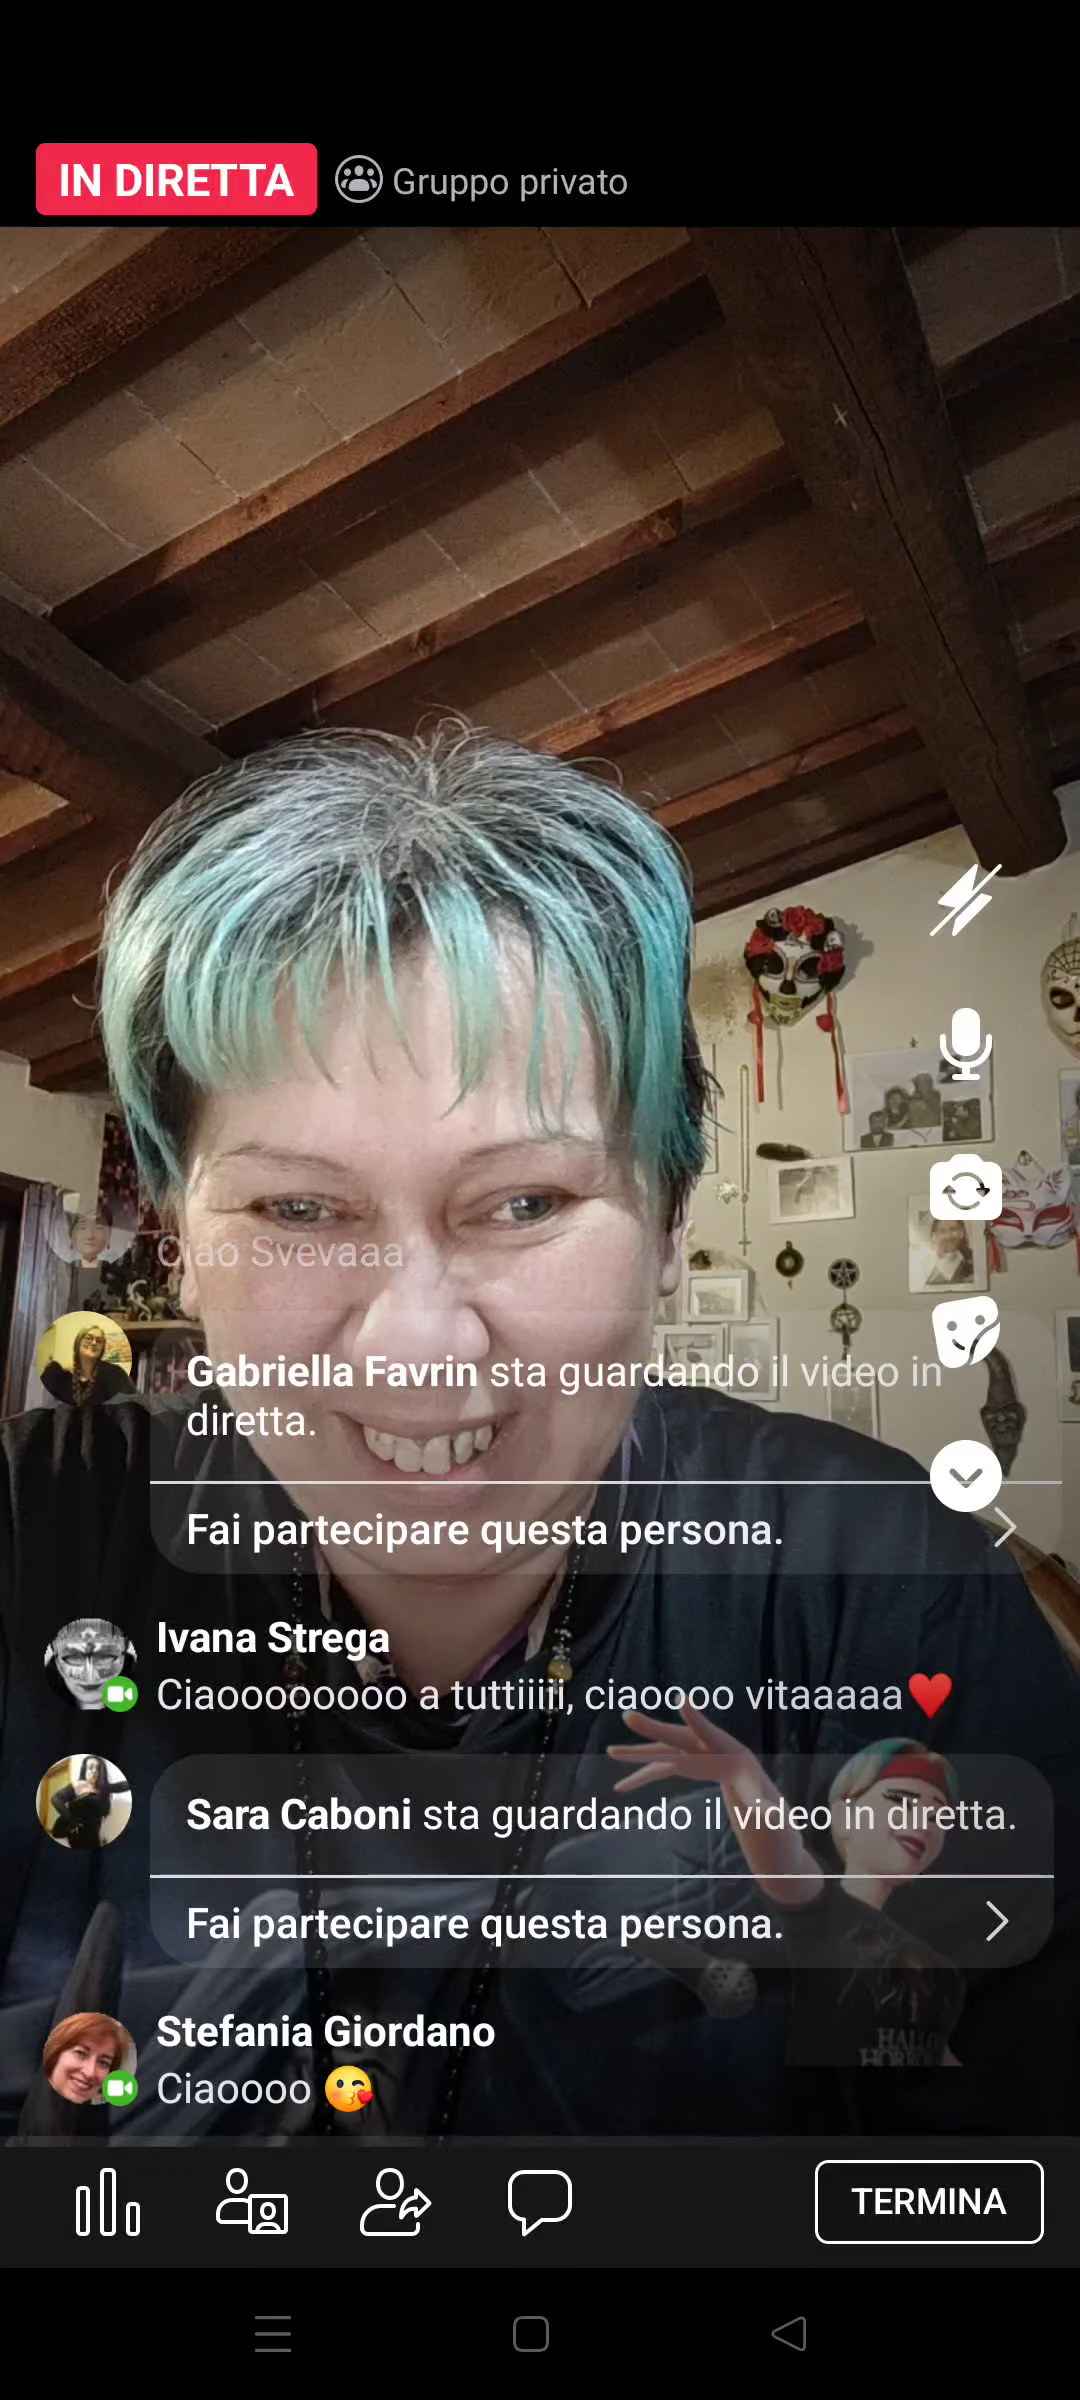 IN DIRETTA
Gruppo privato
Ciao Svevaaa
Gabriella Favrin sta guardando il video in
diretta.
Fai partecipare questa persona.
Ivana Strega
Ciaoooooooo a tuttiiiii, ciaoooo vitaaaaa❤️
Sara Caboni sta guardando il video in diretta.
Fai partecipare questa persona.
Stefania Giordano
Ciaoooo 😘
TERMINA